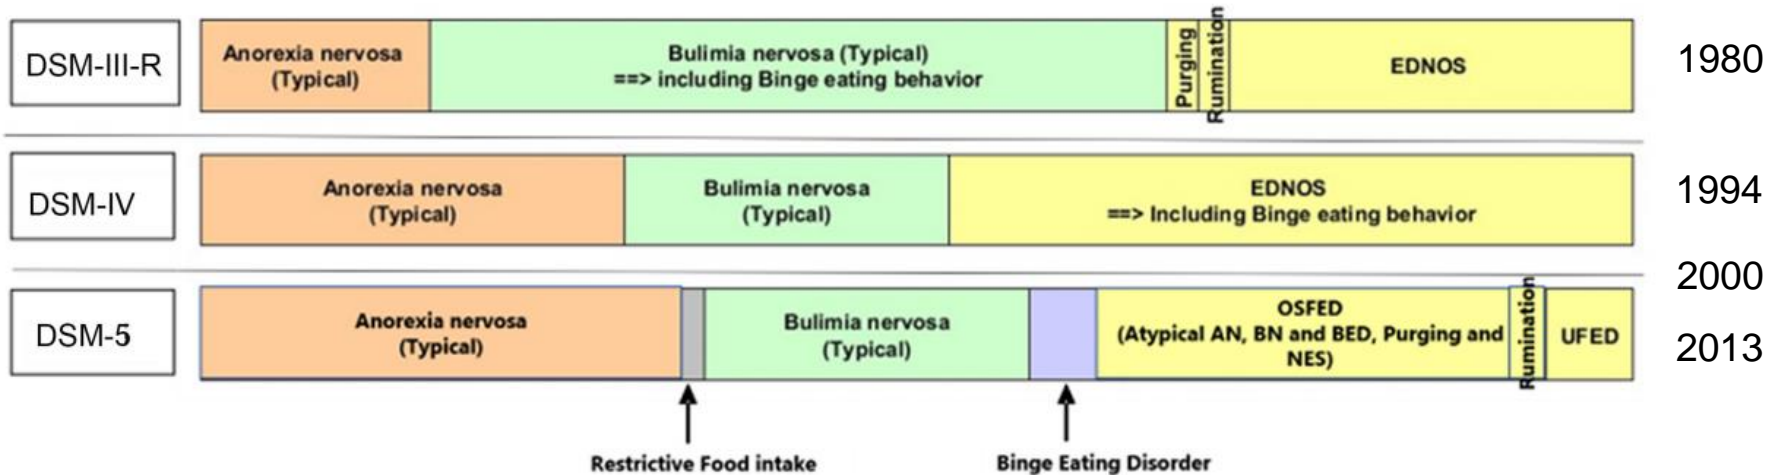 DSM-III-R
Anorexia nervosa
(Typical)
Bulimia nervosa (Typical)
==> including Binge eating behavior
Purging
Rumination
EDNOS
1980
DSM-IV
Anorexia nervosa
(Typical)
Bulimia nervosa
(Typical)
EDNOS
==> Including Binge eating behavior
1994
2000
DSM-5
Anorexia nervosa
(Typical)
Bulimia nervosa
(Typical)
OSFED
(Atypical AN, BN and BED, Purging and
NES)
Rumination
UFED
2013
Restrictive Food intake
Binge Eating Disorder